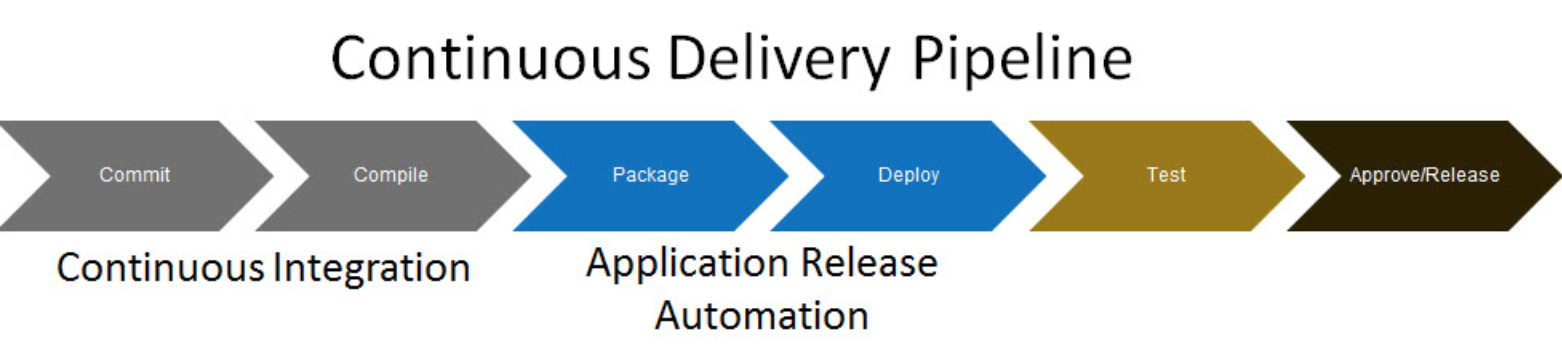 Continuous Delivery Pipeline
Commit
Compile
Package
Deploy
Test
Approve/Release
Continuous Integration
Application Release
Automation